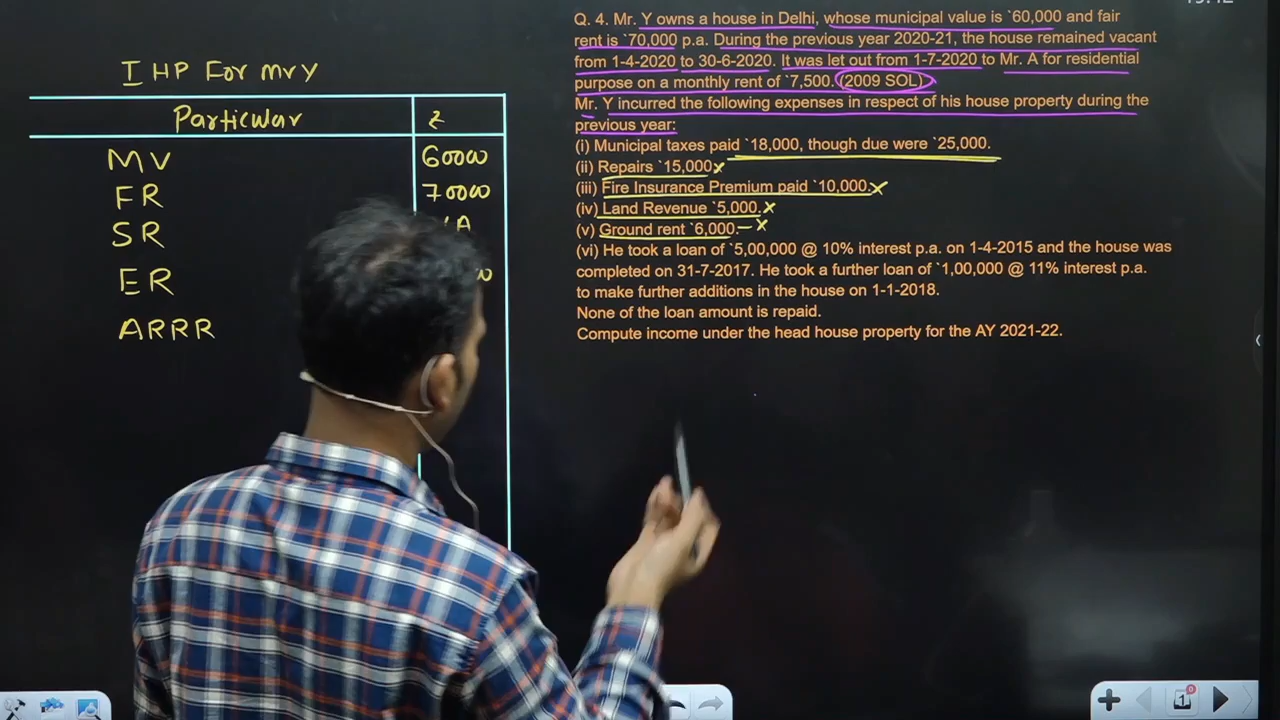 Q. 4. Mr. Y owns a house in Delhi, whose municipal value is `60,000 and fair
rent is `70,000 p.a. During the previous year 2020-21, the house remained vacant
from 1-4-2020 to 30-6-2020. It was let out from 1-7-2020 to Mr. A for residential
purpose on a monthly rent of `7,500. (2009 SOL)
Mr. Y incurred the following expenses in respect of his house property during the
previous year:
(i) Municipal taxes paid `18,000, though due were `25,000.
(ii) Repairs `15,000 x
(iii) Fire Insurance Premium paid `10,000. x
(iv) Land Revenue `5,000. x
(v) Ground rent `6,000. – x
(vi) He took a loan of `5,00,000 @ 10% interest p.a. on 1-4-2015 and the house was
completed on 31-7-2017. He took a further loan of `1,00,000 @ 11% interest p.a.
to make further additions in the house on 1-1-2018.
None of the loan amount is repaid.
Compute income under the head house property for the AY 2021-22.
I HP For mr Y
Particular ₹
MV 60000
FR 70000
SR
ER
ARRR
1